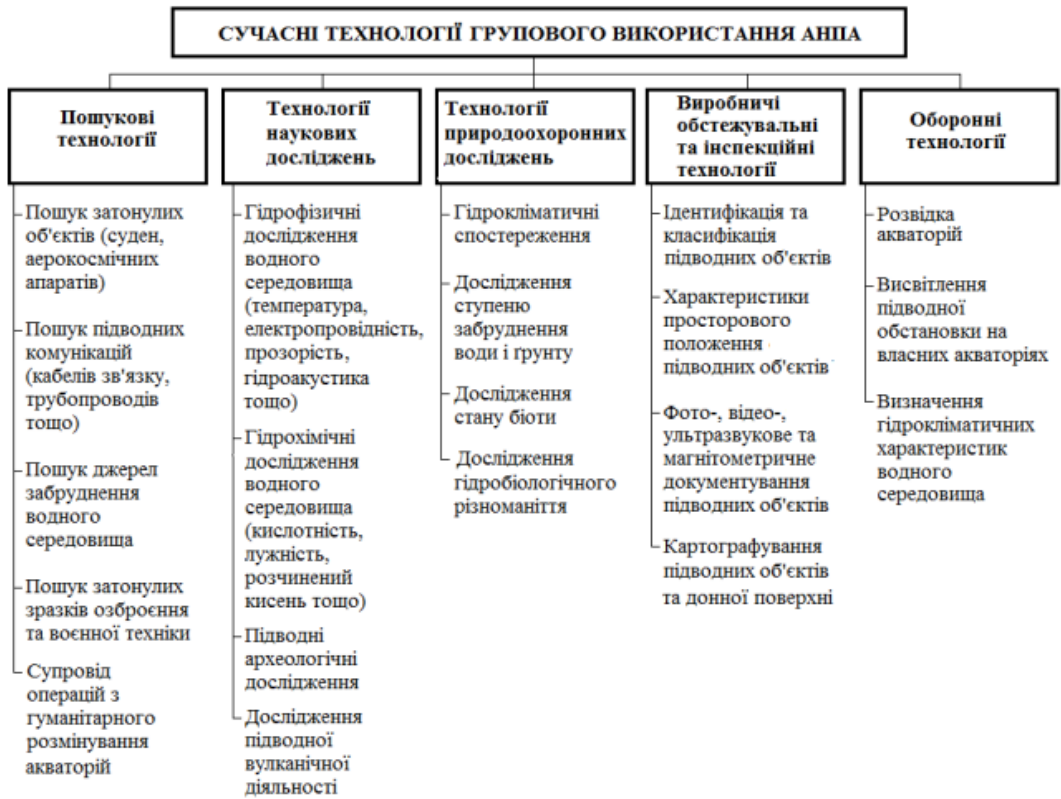 СУЧАСНІ ТЕХНОЛОГІЇ ГРУПОВОГО ВИКОРИСТАННЯ АНПА
Пошукові
технології
Пошук затонулих
об'єктів (суден,
аерокосмічних
апаратів)
Пошук підводних
комунікацій
(кабелів зв'язку,
трубопроводів
тощо)
Пошук джерел
забруднення
водного
середовища
Пошук затонулих
зразків озброєння
та воєнної техніки
Супровід
операцій з
гуманітарного
розмінування
акваторій
Технології
наукових
досліджень
Гідрофізичні
дослідження
водного
середовища
(температура,
електропровідність,
прозорість,
гідроакустика
тощо)
Гідрохімічні
дослідження
водного
середовища
(кислотність,
лужність,
розчинений
кисень тощо)
Підводні
археологічні
дослідження
Дослідження
підводної
вулканічної
діяльності
Технології
природоохоронних
досліджень
Гідрокліматичні
спостереження
Дослідження
ступеню
забруднення
води і ґрунту
Дослідження
стану біоти
Дослідження
гідробіологічного
різноманіття
Виробничі
обстежувальні
та інспекційні
технології
Ідентифікація та
класифікація
підводних об'єктів
Характеристики
просторового
положення
підводних об'єктів
Фото-, відео-,
ультразвукове та
магнітометричне
документування
підводних об'єктів
Картографування
підводних об'єктів
та донної поверхні
Оборонні
технології
Розвідка
акваторій
Висвітлення
підводної
обстановки на
власних акваторіях
Визначення
гідрокліматичних
характеристик
водного
середовища